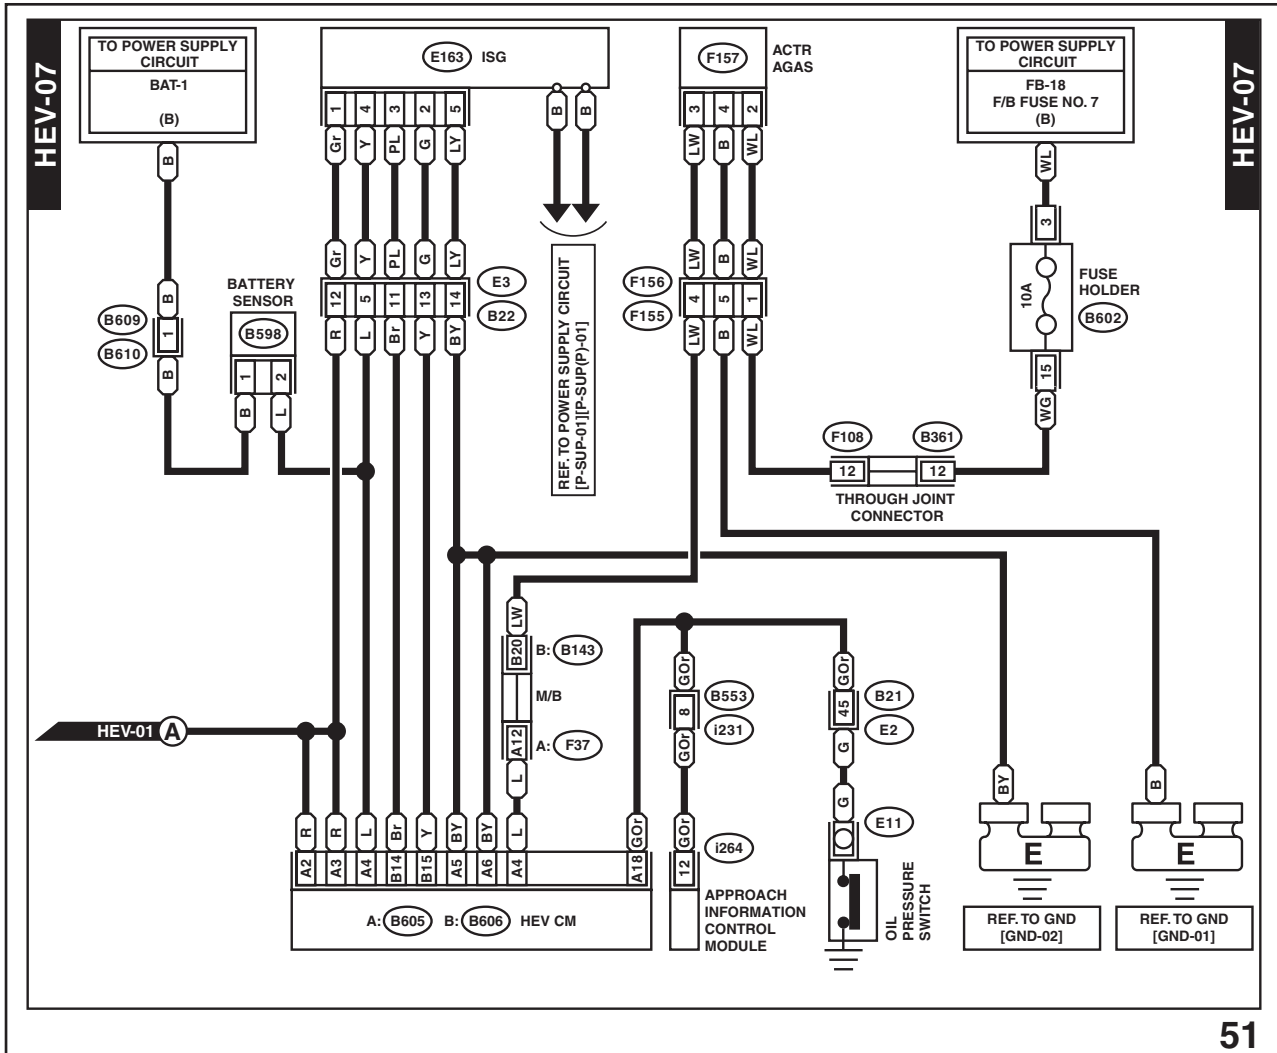 HEV-07
TO POWER SUPPLY
CIRCUIT
BAT-1
(B)
E163 ISG
F157
ACTR
AGAS
TO POWER SUPPLY
CIRCUIT
FB-18
F/B FUSE NO. 7
(B)
HEV-07
1 4 3 2 5
B B
3 4 2
B
Gr Y PL G LY
LW B WL
WL
3
Gr Y PL G LY
LW B WL
BATTERY
SENSOR
B
12 5 11 13 14
E3
B22
F156
F155
4 5 1
10A
FUSE
HOLDER
B602
B609
B610
1
B598
R L Br Y BY
LW B WL
B
1 2
15
B L
WG
REF. TO POWER SUPPLY CIRCUIT
[P-SUP-01][P-SUP(P)-01]
F108 B361
12 12
THROUGH JOINT
CONNECTOR
LW
B20
B: B143
M/B
A12
A: F37
L
GOr
B553
8
i231
GOr
GOr
B21
45
E2
G
HEV-01 A
BY
B
G
E11
R R L Br Y BY BY L GOr
GOr
i264
A2 A3 A4 B14 B15 A5 A6 A4 A18
12
E
E
A: B605 B: B606 HEV CM
APPROACH
INFORMATION
CONTROL
MODULE
OIL
PRESSURE
SWITCH
REF. TO GND
[GND-02]
REF. TO GND
[GND-01]
51